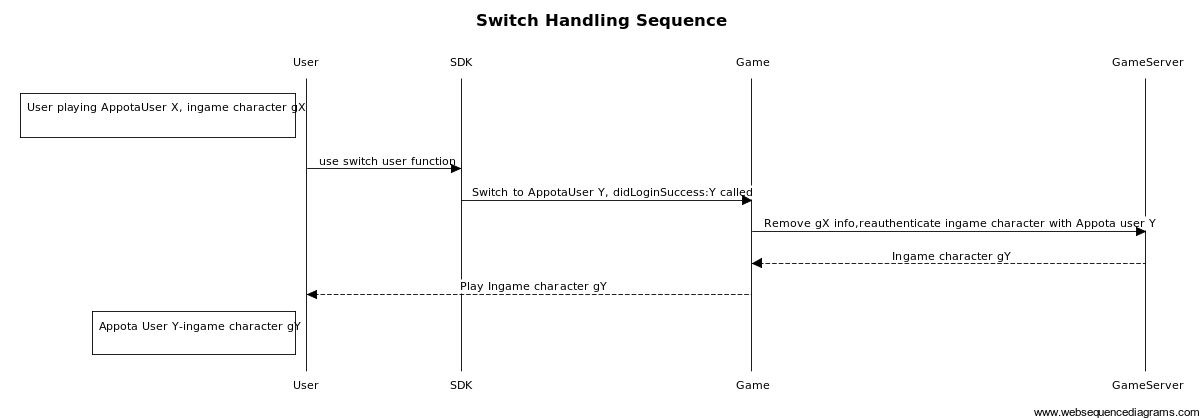 Switch Handling Sequence
User SDK Game GameServer
User playing AppotaUser X, ingame character gX
use switch user function
Switch to AppotaUser Y, didLoginSuccess:Y called
Remove gX info,reauthenticate ingame character with Appota user Y
Ingame character gY
Play Ingame character gY
Appota User Y-ingame character gY
User SDK Game GameServer
www.websequencediagrams.com